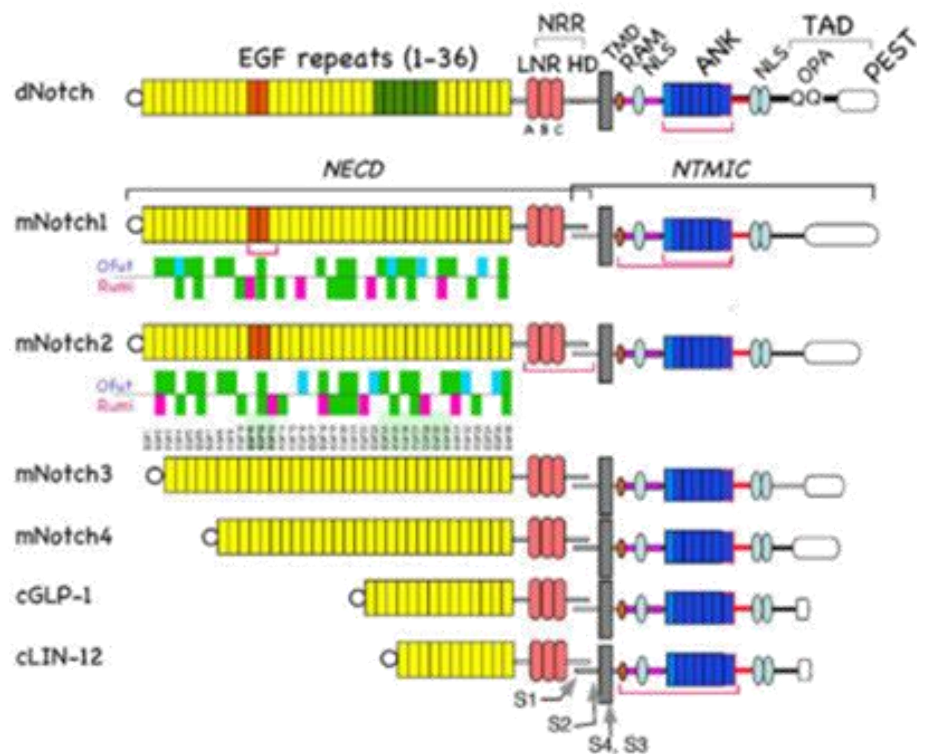 NRR
TAD
EGF repeats (1-36)
LNR HD
TMD
RAM
NLS
ANK
NLS
OPA
PEST
dNotch
A B C
NECD
NTMIC
mNotch1
Ofut
Rumi
mNotch2
Ofut
Rumi
mNotch3
mNotch4
cGLP-1
cLIN-12
S1
S2
S4, S3